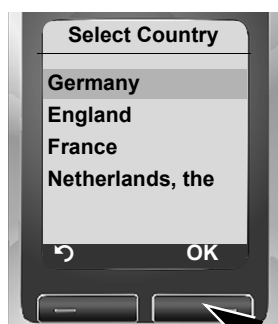 Select Country
Germany
England
France
Netherlands, the
OK